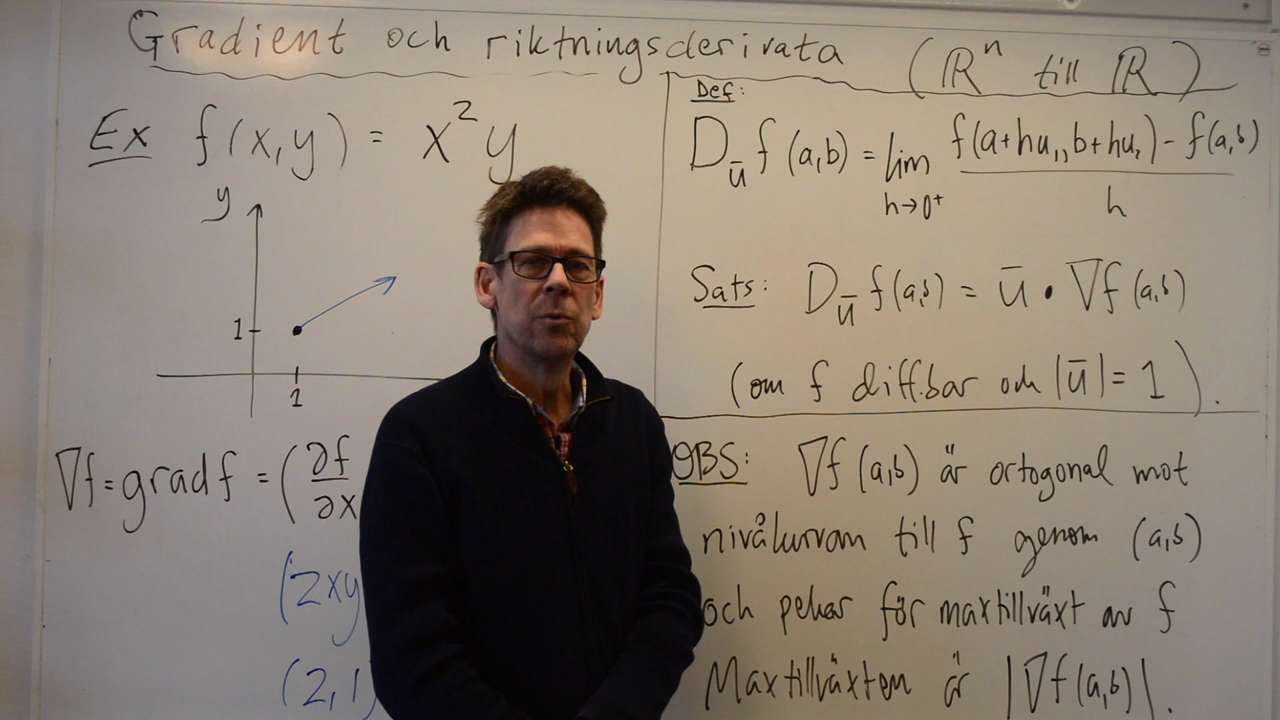 Gradient och riktningsderivata (ℝⁿ till ℝ)
Ex f(x,y) = x²y
y
1
1
∇f = grad f = (∂f/∂x
(2xy
(2,1)
Def:
D_ū f(a,b) = lim_{h→0⁺} (f(a+hu₁, b+hu₂) - f(a,b))/h
Sats: D_ū f(a,b) = ū • ∇f(a,b)
(om f diff.bar och |ū| = 1).
OBS: ∇f(a,b) är ortogonal mot
nivåkurvan till f genom (a,b)
och pekar för maxtillväxt av f
Maxtillväxten är |∇f(a,b)|.